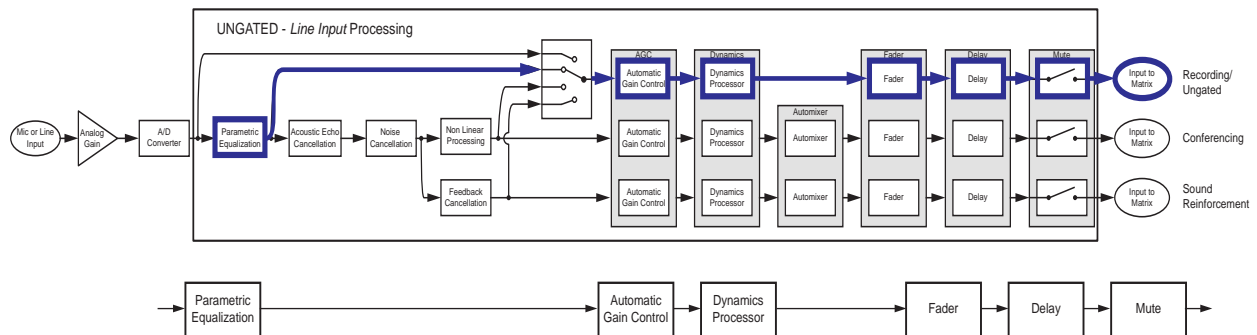 UNGATED - Line Input Processing
AGC
Dynamics
Fader
Delay
Mute
Automatic
Gain Control
Dynamics
Processor
Fader
Delay
Input to
Matrix
Recording/
Ungated
Automixer
Mic or Line
Input
Analog
Gain
A/D
Converter
Parametric
Equalization
Acoustic Echo
Cancellation
Noise
Cancellation
Non Linear
Processing
Automatic
Gain Control
Dynamics
Processor
Automixer
Fader
Delay
Input to
Matrix
Conferencing
Feedback
Cancellation
Automatic
Gain Control
Dynamics
Processor
Automixer
Fader
Delay
Input to
Matrix
Sound
Reinforcement
Parametric
Equalization
Automatic
Gain Control
Dynamics
Processor
Fader
Delay
Mute